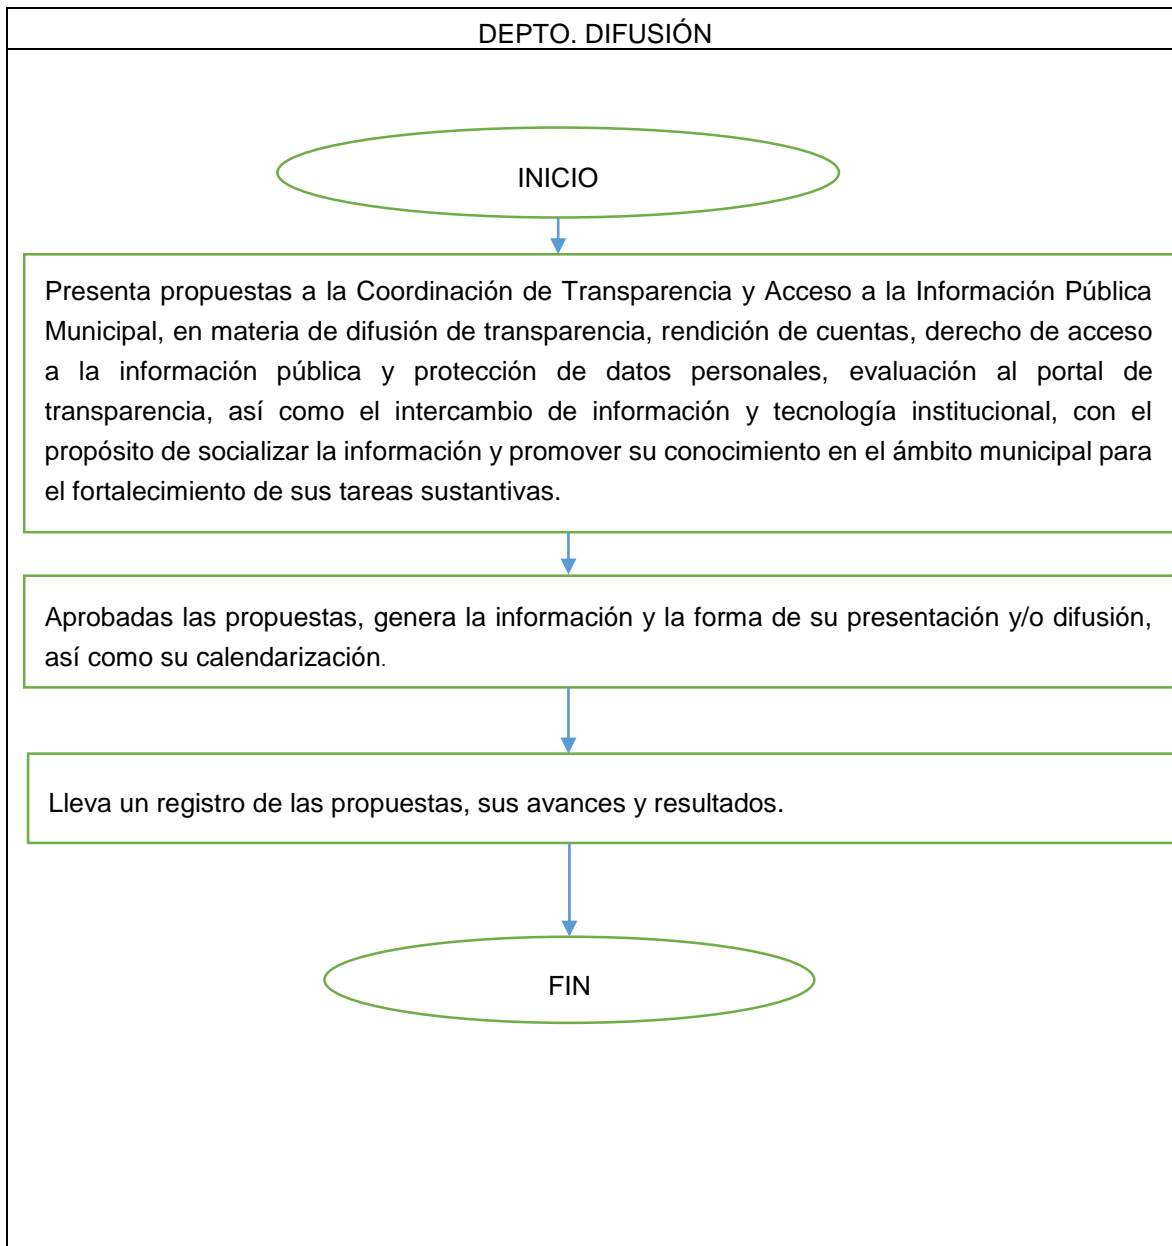 DEPTO. DIFUSIÓN
INICIO
Presenta propuestas a la Coordinación de Transparencia y Acceso a la Información Pública
Municipal, en materia de difusión de transparencia, rendición de cuentas, derecho de acceso
a la información pública y protección de datos personales, evaluación al portal de
transparencia, así como el intercambio de información y tecnología institucional, con el
propósito de socializar la información y promover su conocimiento en el ámbito municipal para
el fortalecimiento de sus tareas sustantivas.
Aprobadas las propuestas, genera la información y la forma de su presentación y/o difusión,
así como su calendarización.
Lleva un registro de las propuestas, sus avances y resultados.
FIN